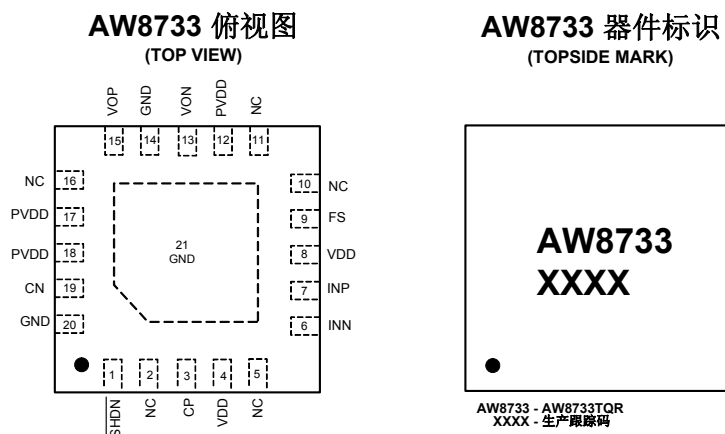 AW8733 俯视图
(TOP VIEW)
VOP GND VON PVDD NC
15 14 13 12 11
NC 16
PVDD 17
PVDD 18
CN 19
GND 20
21
GND
10 NC
9 FS
8 VDD
7 INP
6 INN
1 2 3 4 5
SHDN NC CP VDD NC
AW8733 器件标识
(TOPSIDE MARK)
AW8733
XXXX
AW8733 - AW8733TQR
XXXX - 生产跟踪码